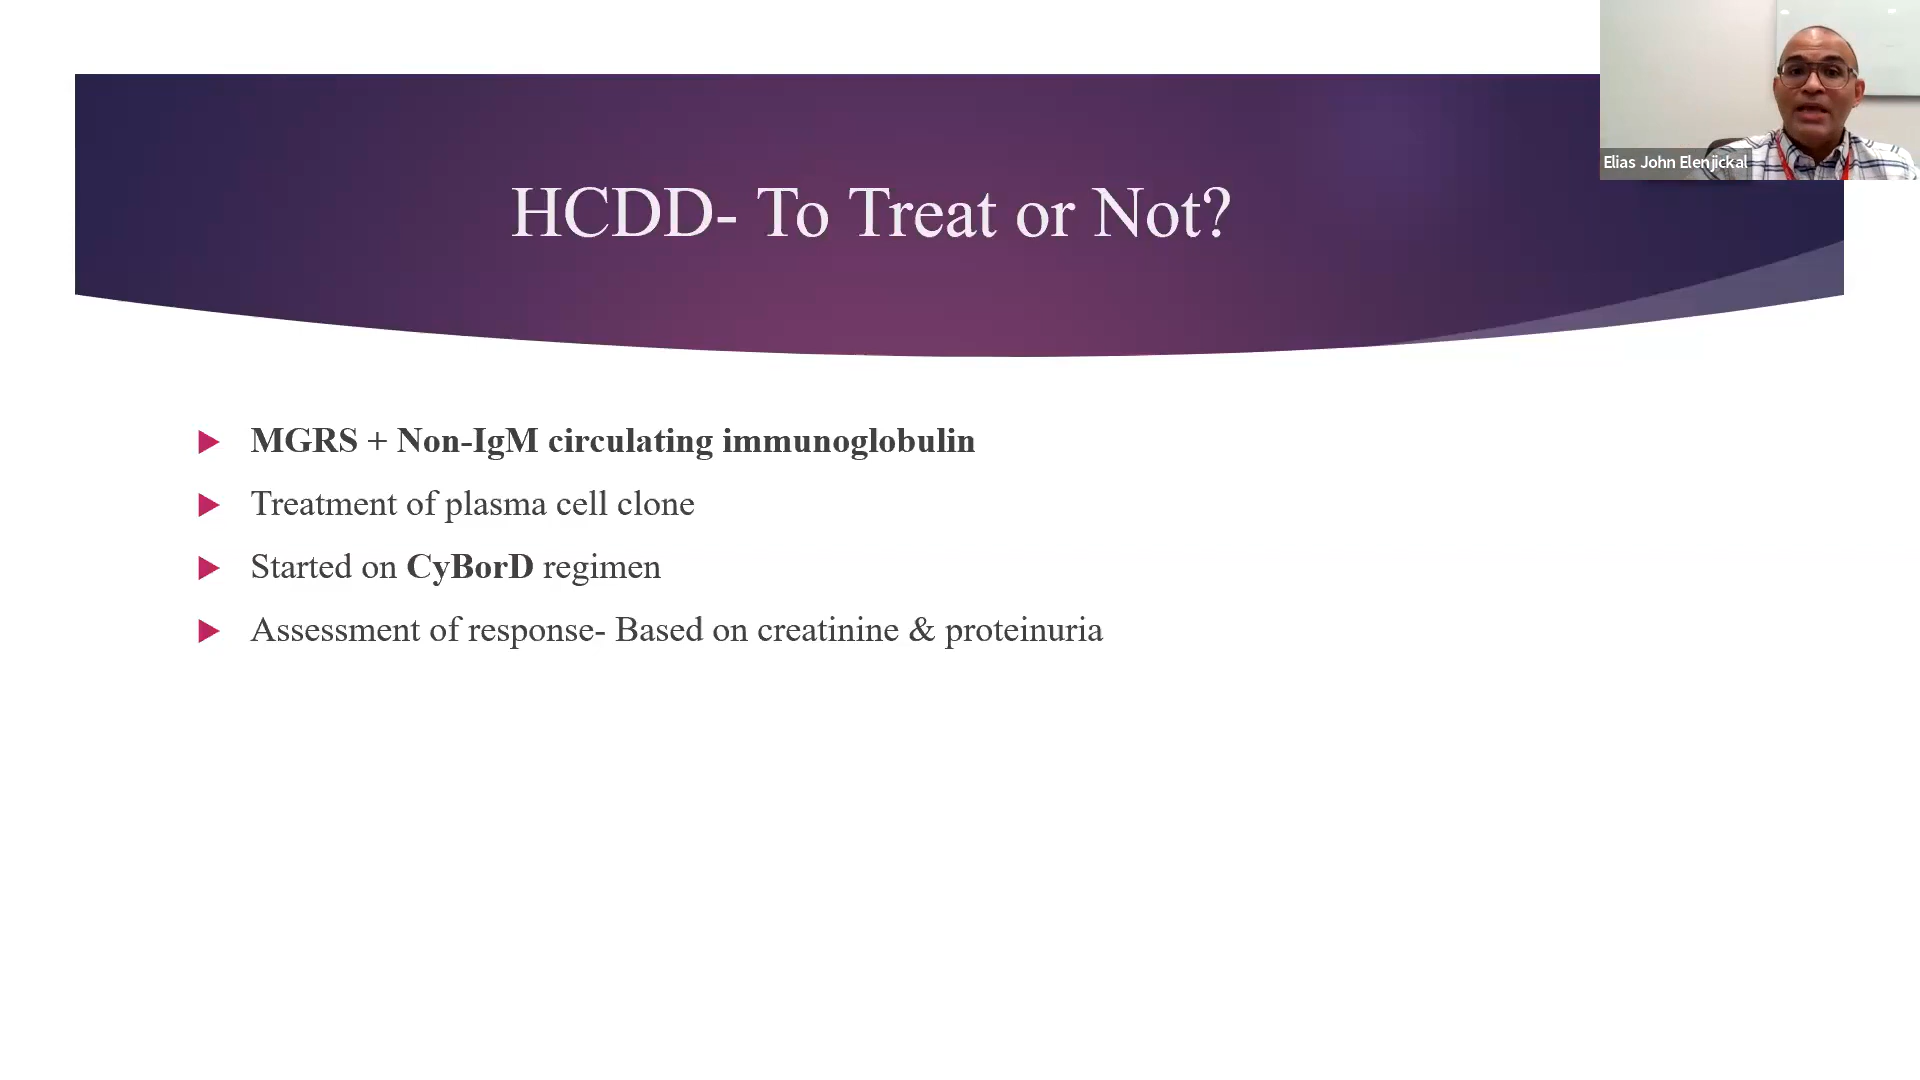 Elias John Elenjickal
HCDD- To Treat or Not?
MGRS + Non-IgM circulating immunoglobulin
Treatment of plasma cell clone
Started on CyBorD regimen
Assessment of response- Based on creatinine & proteinuria